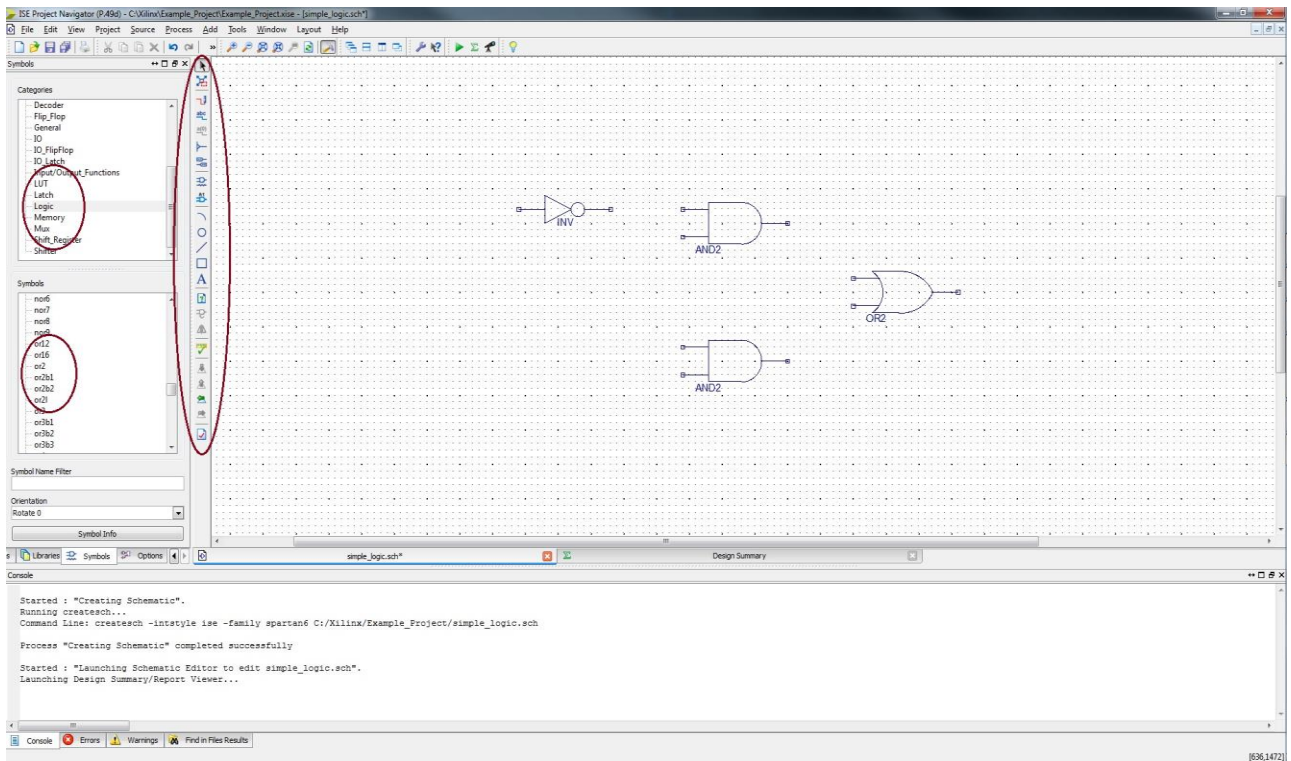 ISE Project Navigator (P.49d) - C:\Xilinx\Example_Project\Example_Project.xise - [simple_logic.sch*]
File Edit View Project Source Process Add Tools Window Layout Help
Symbols
Categories
Decoder
Flip_Flop
General
IO
IO_FlipFlop
IO_Latch
Input/Output_Functions
LUT
Latch
Logic
Memory
Mux
Shift_Register
Shifter
Symbols
nor6
nor7
nor8
nor9
or12
or16
or2
or2b1
or2b2
or2l
or3
or3b1
or3b2
or3b3
Symbol Name Filter
Orientation
Rotate 0
Symbol Info
INV
AND2
OR2
AND2
s Libraries Symbols Options
simple_logic.sch*
Design Summary
Console
Started : "Creating Schematic".
Running createsch...
Command Line: createsch -intstyle ise -family spartan6 C:/Xilinx/Example_Project/simple_logic.sch
Process "Creating Schematic" completed successfully
Started : "Launching Schematic Editor to edit simple_logic.sch".
Launching Design Summary/Report Viewer...
Console Errors Warnings Find in Files Results
[636,1472]